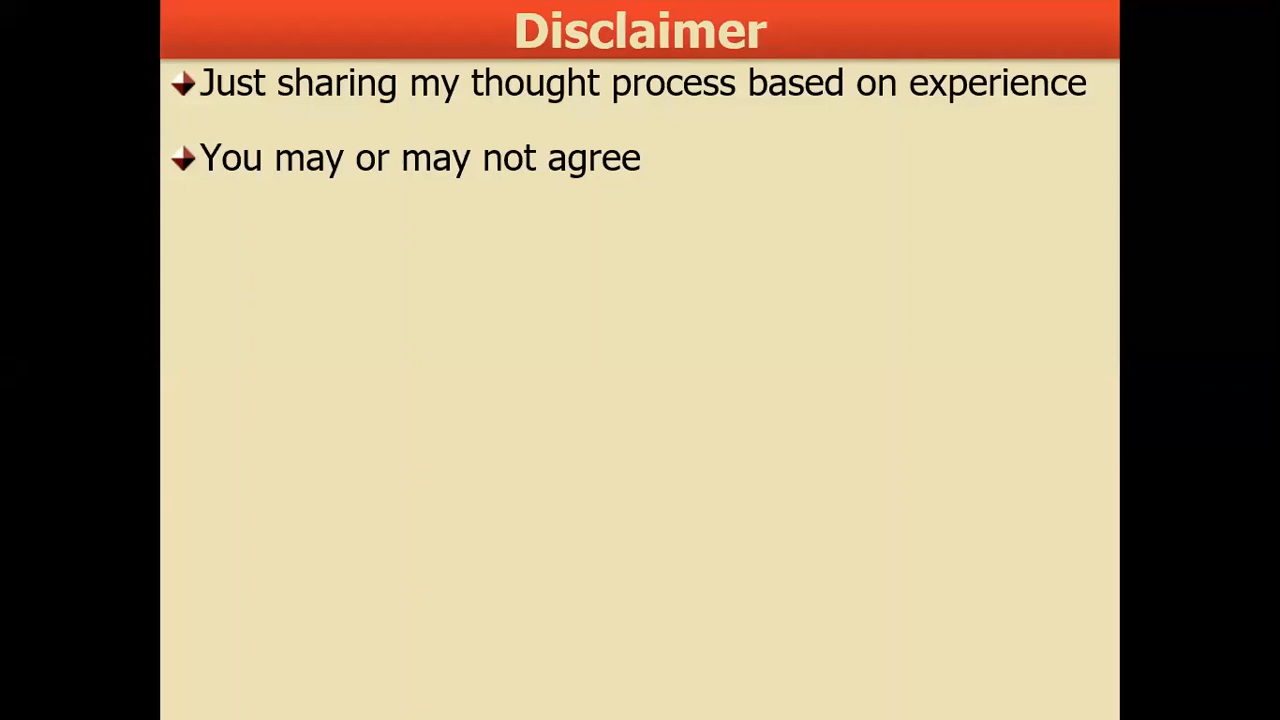 Disclaimer
Just sharing my thought process based on experience
You may or may not agree